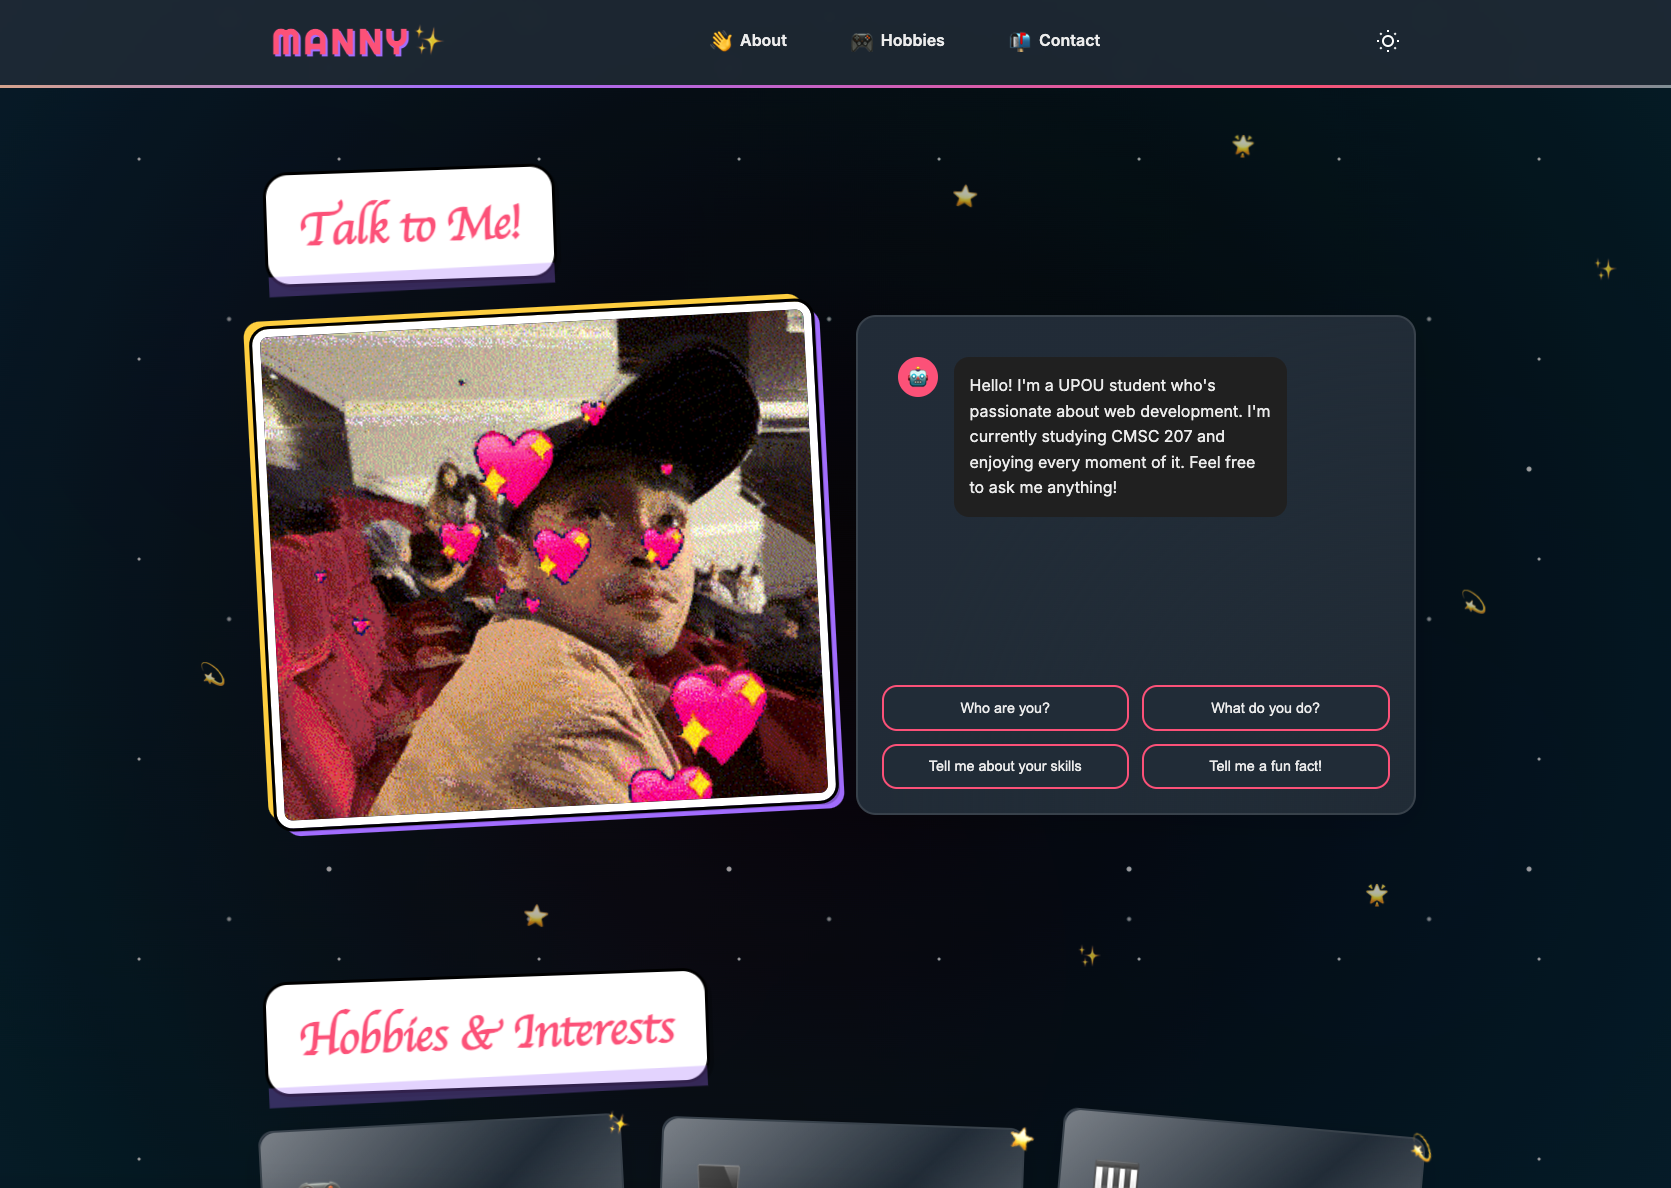 MANNY
About
Hobbies
Contact
Talk to Me!
Hello! I'm a UPOU student who's
passionate about web development. I'm
currently studying CMSC 207 and
enjoying every moment of it. Feel free
to ask me anything!
Who are you?
What do you do?
Tell me about your skills
Tell me a fun fact!
Hobbies & Interests